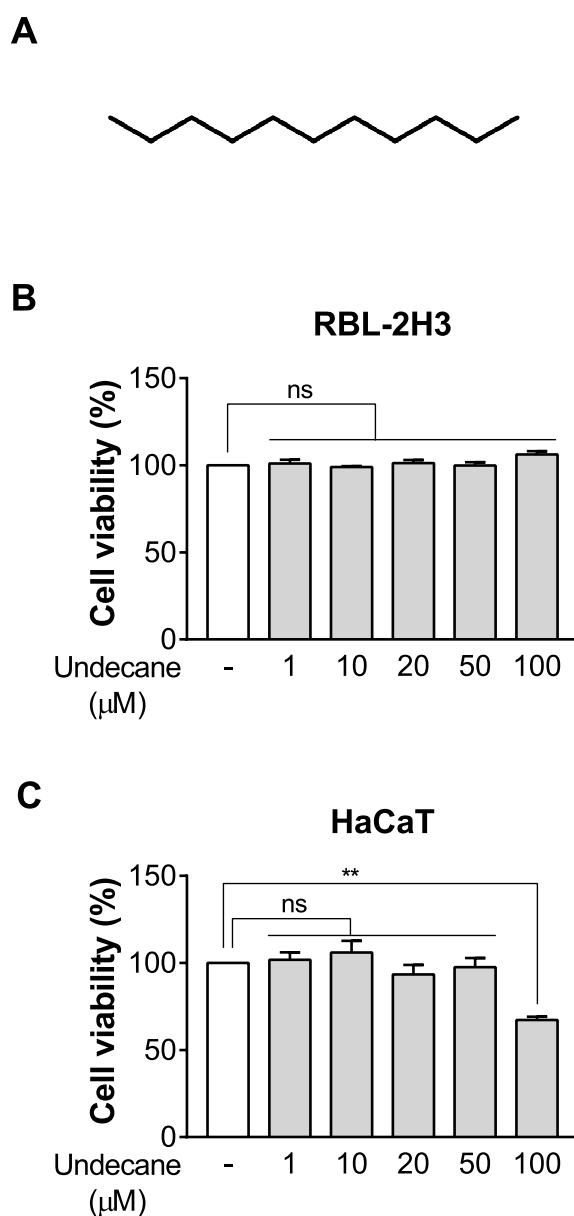 A
B
RBL-2H3
Cell viability (%)
150
100
50
0
ns
Undecane
(μM)
- 1 10 20 50 100
C
HaCaT
Cell viability (%)
150
100
50
0
**
ns
Undecane
(μM)
- 1 10 20 50 100